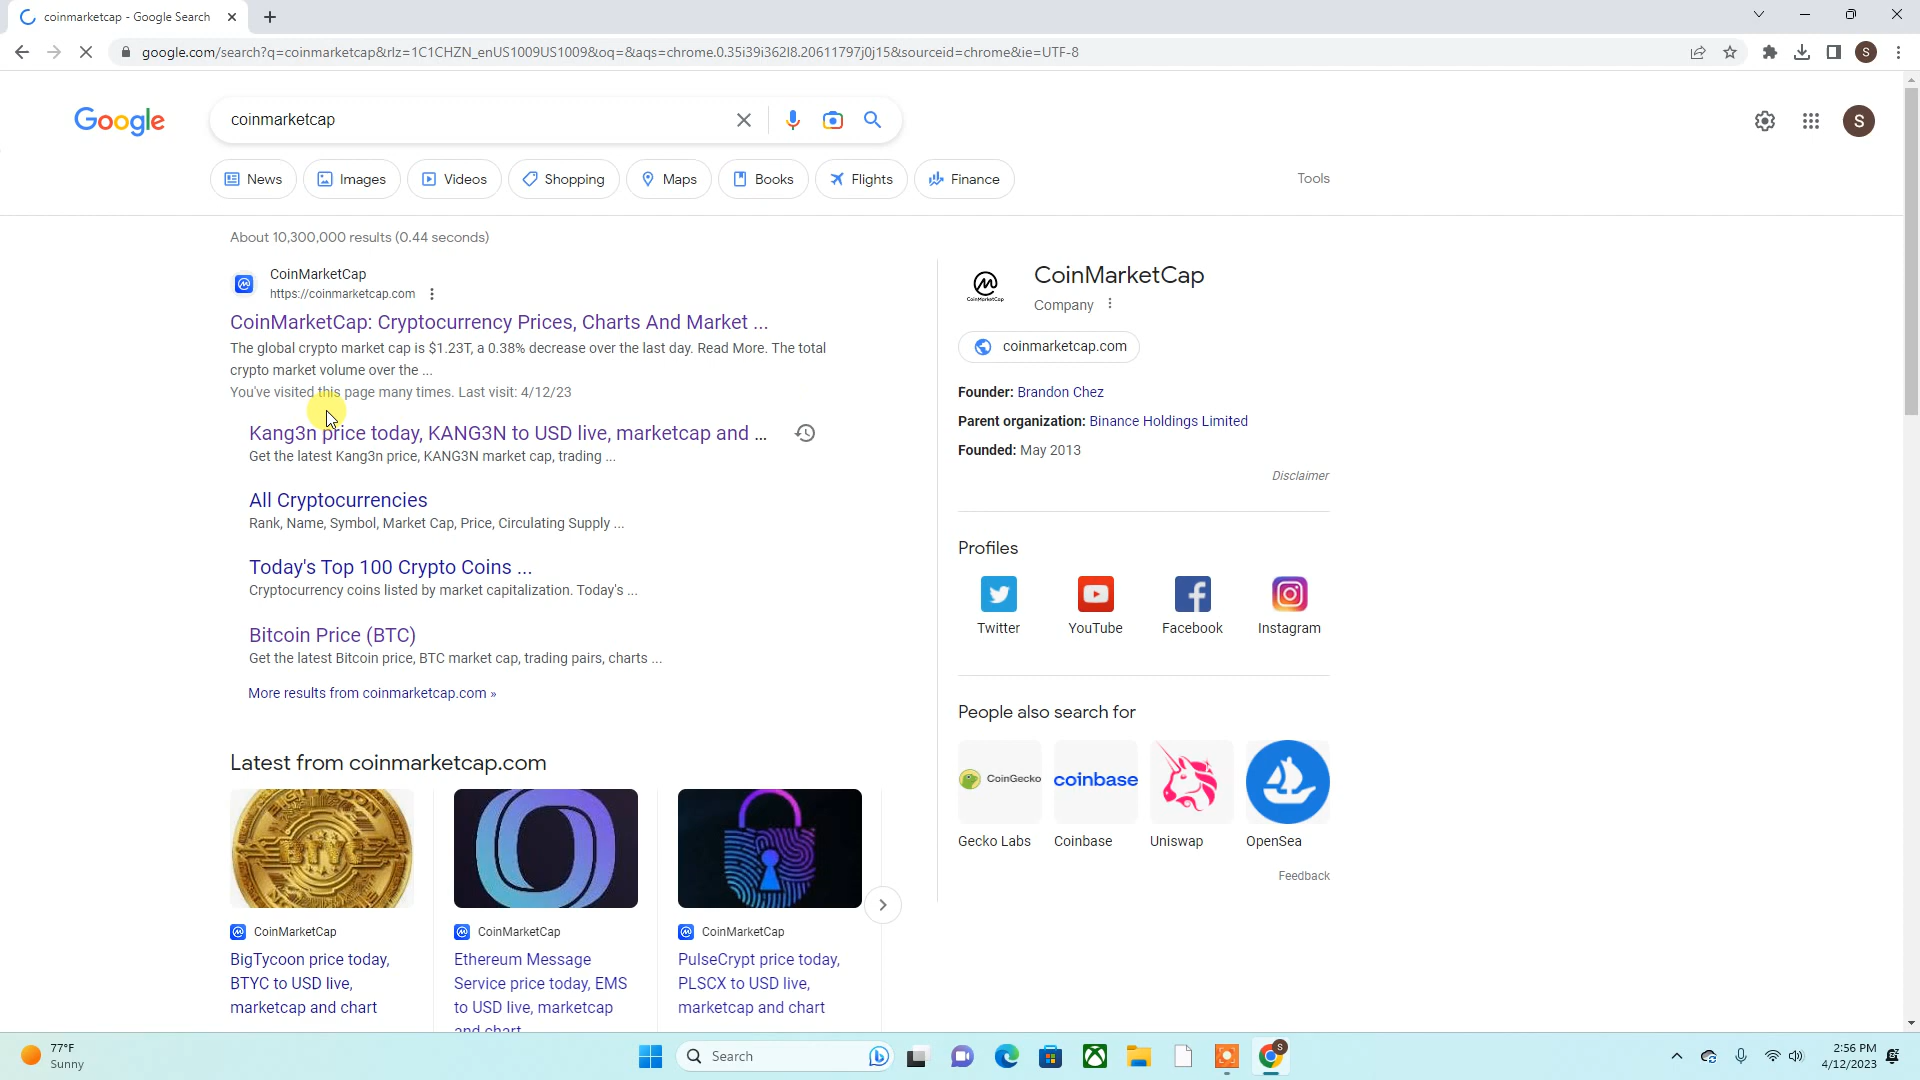 coinmarketcap - Google Search
google.com/search?q=coinmarketcap&rlz=1C1CHZN_enUS1009US1009&oq=&aqs=chrome.0.35i39i362l8.20611797j0j15&sourceid=chrome&ie=UTF-8
S
Google
coinmarketcap
S
News
Images
Videos
Shopping
Maps
Books
Flights
Finance
Tools
About 10,300,000 results (0.44 seconds)
CoinMarketCap
https://coinmarketcap.com
CoinMarketCap: Cryptocurrency Prices, Charts And Market ...
The global crypto market cap is $1.23T, a 0.38% decrease over the last day. Read More. The total
crypto market volume over the ...
You've visited this page many times. Last visit: 4/12/23
Kang3n price today, KANG3N to USD live, marketcap and ...
Get the latest Kang3n price, KANG3N market cap, trading ...
All Cryptocurrencies
Rank, Name, Symbol, Market Cap, Price, Circulating Supply ...
Today's Top 100 Crypto Coins ...
Cryptocurrency coins listed by market capitalization. Today's ...
Bitcoin Price (BTC)
Get the latest Bitcoin price, BTC market cap, trading pairs, charts ...
More results from coinmarketcap.com »
Latest from coinmarketcap.com
BTYC
CoinMarketCap
BigTycoon price today,
BTYC to USD live,
marketcap and chart
CoinMarketCap
Ethereum Message
Service price today, EMS
to USD live, marketcap
and chart
CoinMarketCap
PulseCrypt price today,
PLSCX to USD live,
marketcap and chart
CoinMarketCap
CoinMarketCap
Company
coinmarketcap.com
Founder: Brandon Chez
Parent organization: Binance Holdings Limited
Founded: May 2013
Disclaimer
Profiles
Twitter
YouTube
Facebook
Instagram
People also search for
CoinGecko
coinbase
Gecko Labs
Coinbase
Uniswap
OpenSea
Feedback
77°F
Sunny
Search
S
2:56 PM
4/12/2023